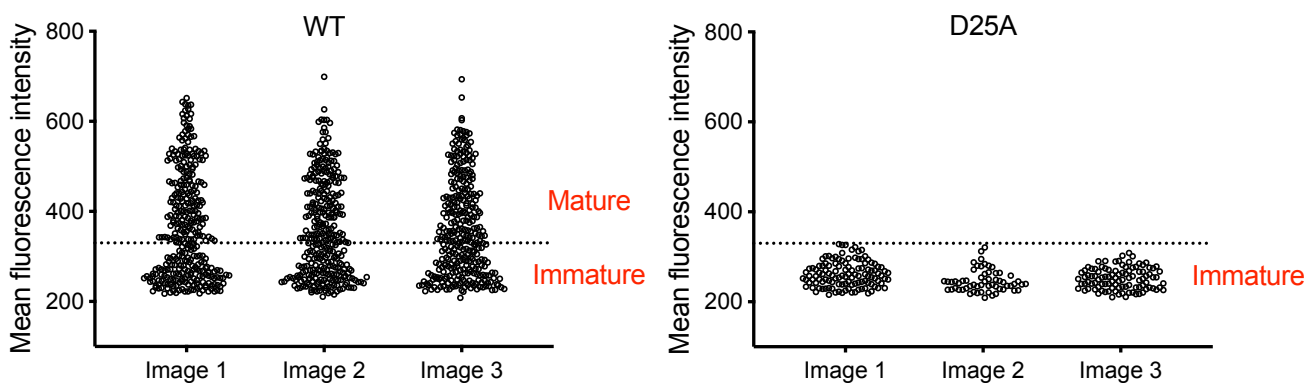 WT
Mean fluorescence intensity
800
600
400
200
Mature
Immature
Image 1
Image 2
Image 3
D25A
Mean fluorescence intensity
800
600
400
200
Immature
Image 1
Image 2
Image 3